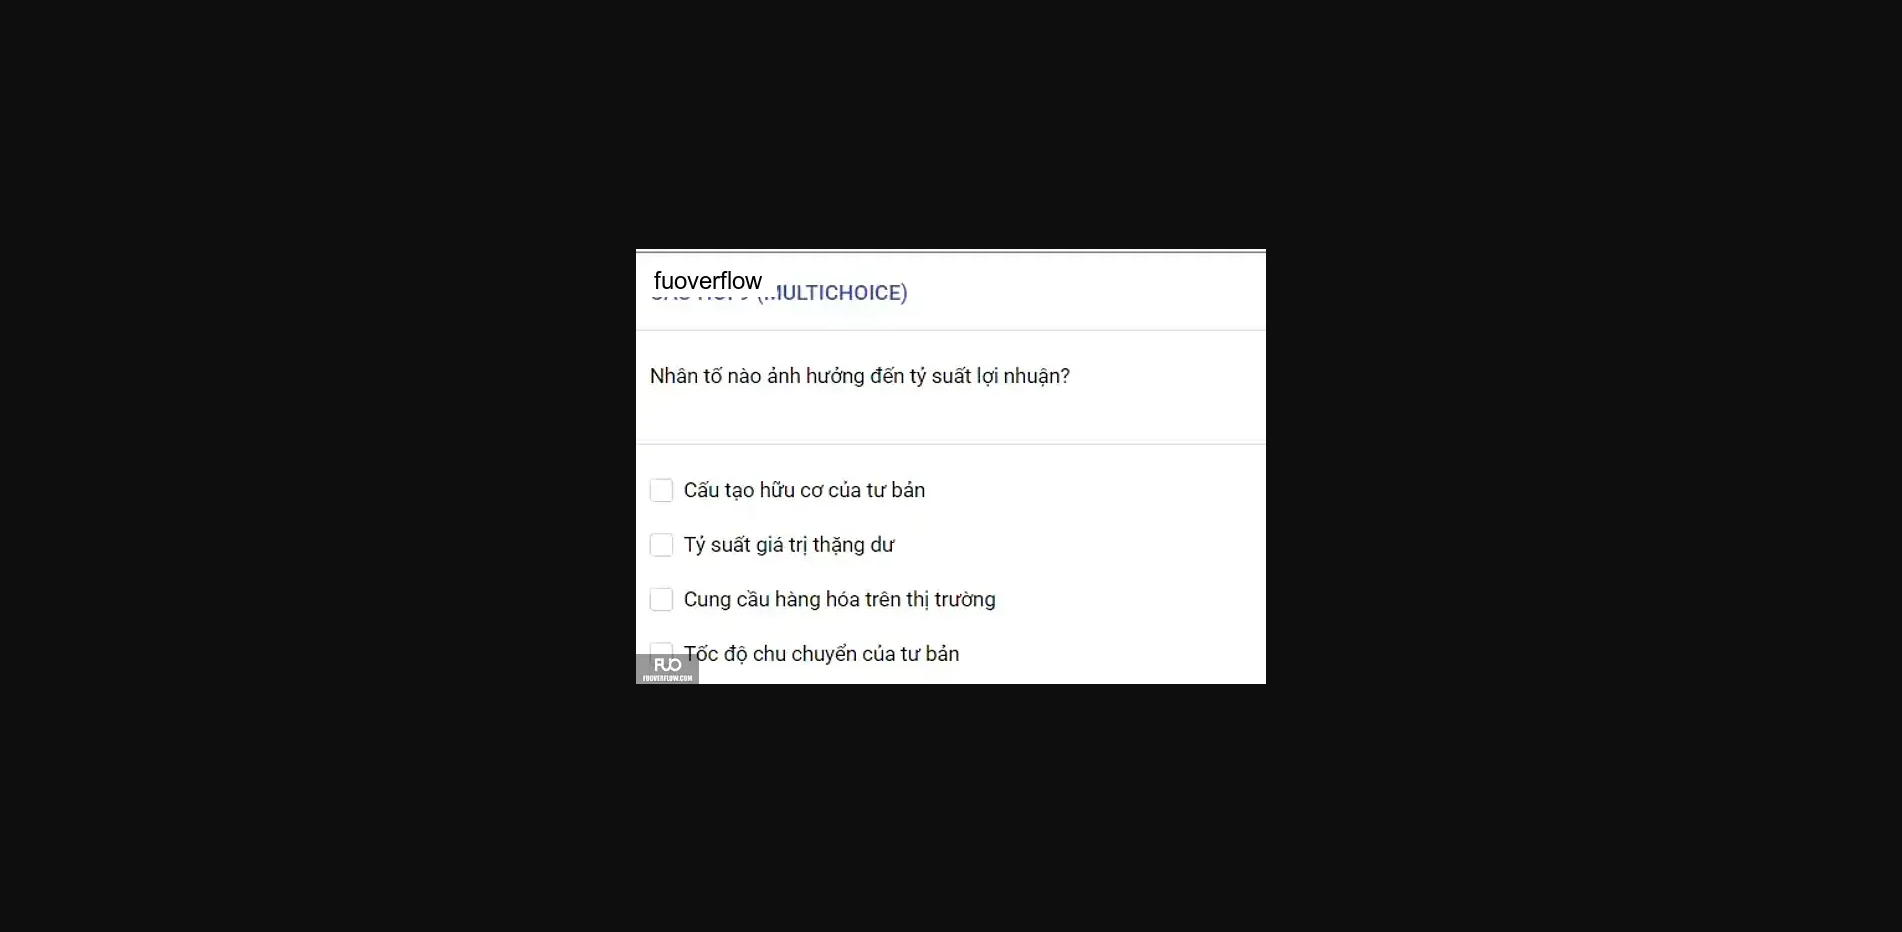 fuoverflow
(MULTICHOICE)
Nhân tố nào ảnh hưởng đến tỷ suất lợi nhuận?
Cấu tạo hữu cơ của tư bản
Tỷ suất giá trị thặng dư
Cung cầu hàng hóa trên thị trường
Tốc độ chu chuyển của tư bản
FUO
FUOVERFLOW.COM